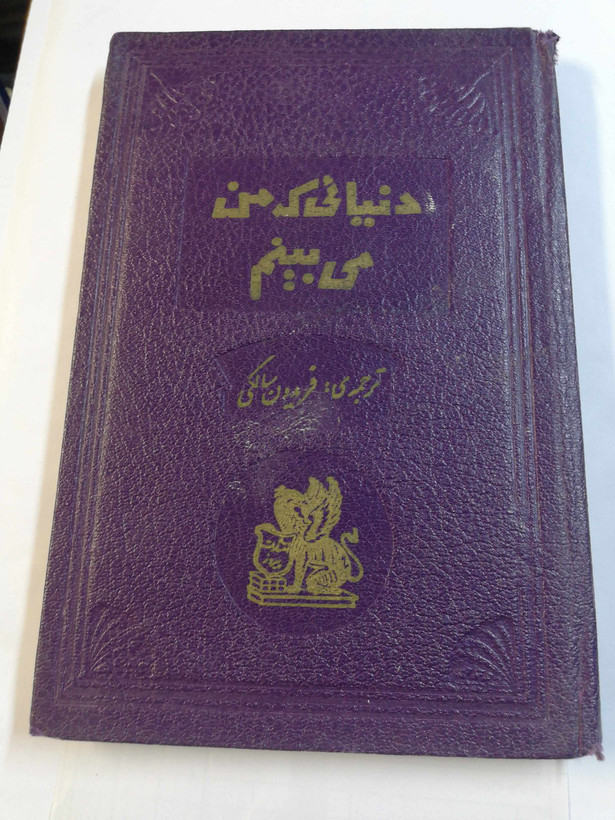 دنیائی که من
می بینم
ترجمه‌ی: فریدون سالکی